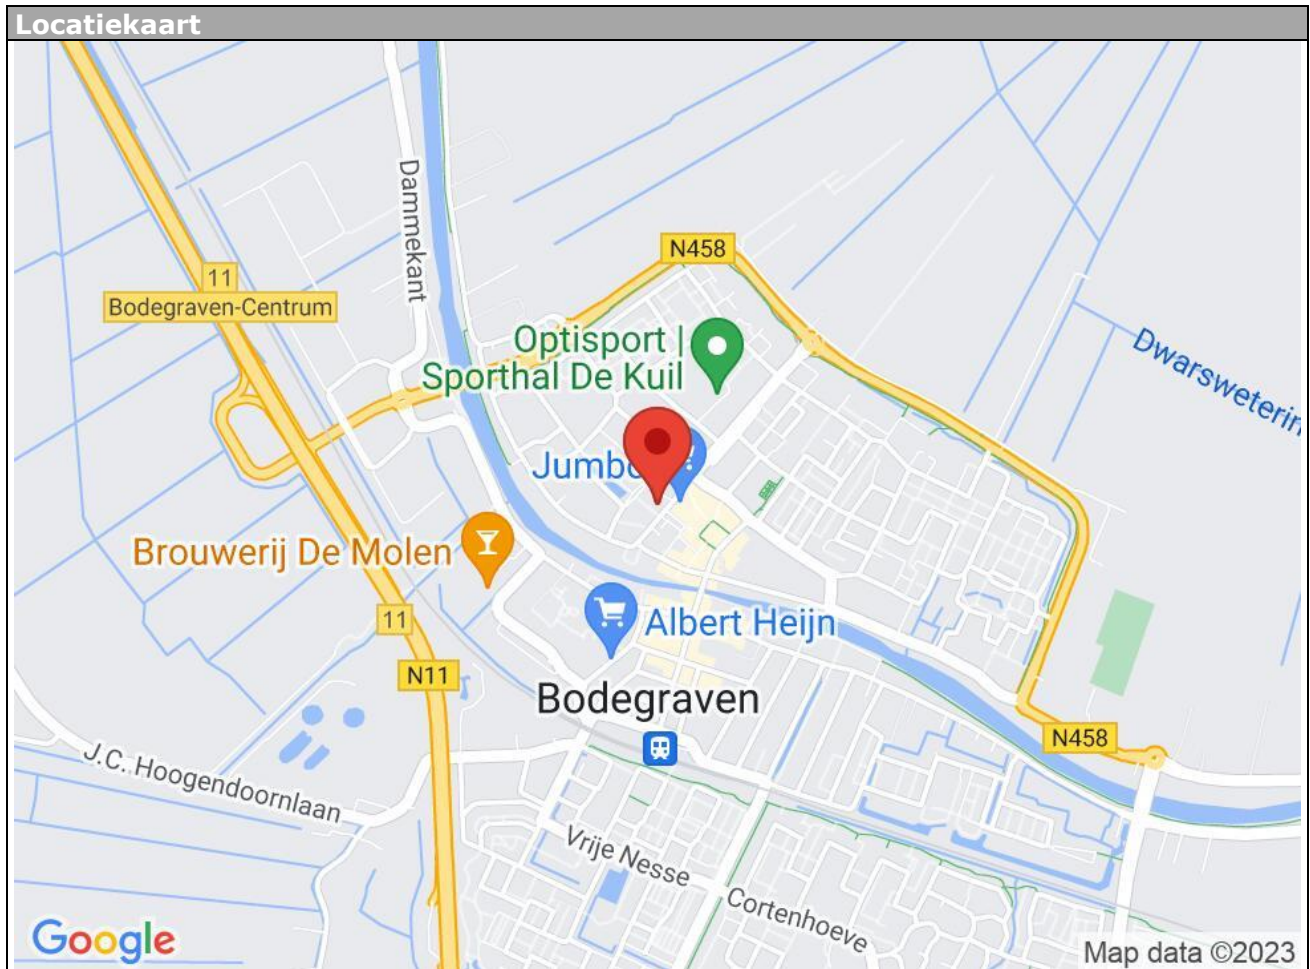 Locatiekaart
Dammekant
N458
11
Bodegraven-Centrum
Optisport |
Sporthal De Kuil
Dwarsweterin
Jumbo
Brouwerij De Molen
11
Albert Heijn
N11
Bodegraven
N458
J.C. Hoogendoornlaan
Vrije Nesse
Cortenhoeve
Google
Map data ©2023